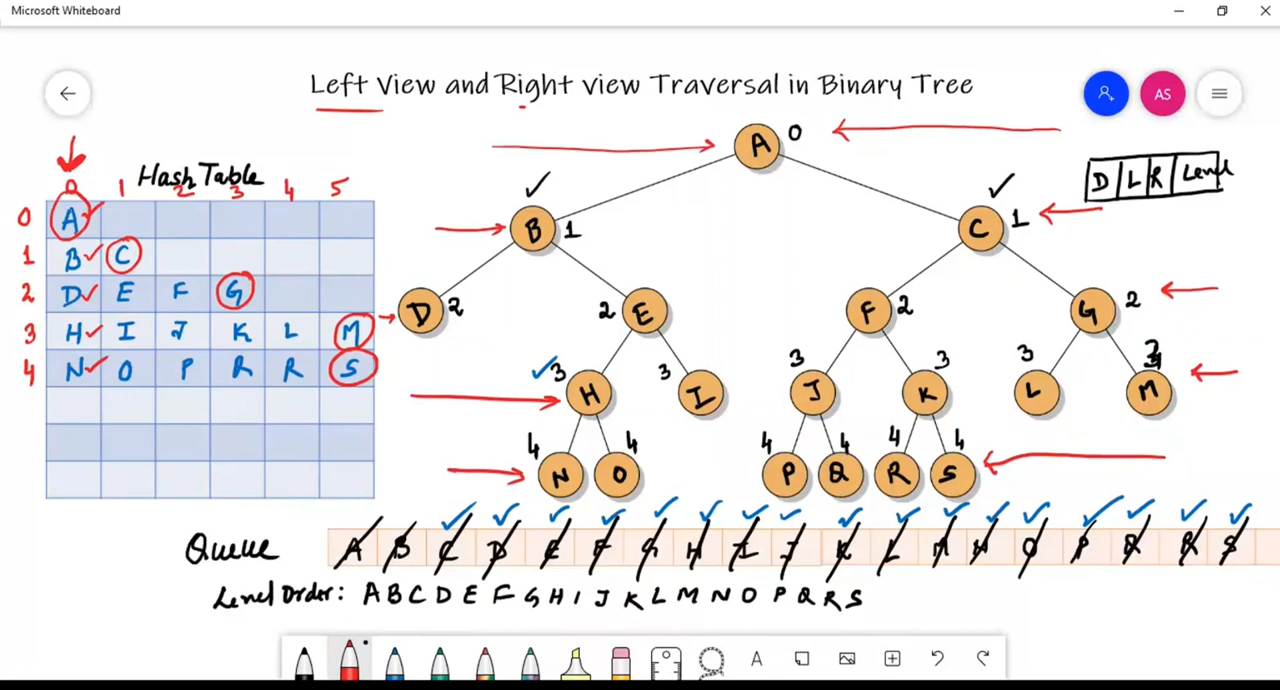 Microsoft Whiteboard
Left View and Right view Traversal in Binary Tree
AS
A 0
D L R Level
Hash Table
0 1 2 3 4 5
0 A
1 B C
2 D E F G
3 H I J K L M
4 N O P R R S
B 1
C 1
D 2
2 E
F 2
G 2
3 H
3 I
3 J
3 K
3 L
M
4 N
4 O
4 P
4 Q
4 R
4 S
Queue A B C D E F G H I J K L M N O P Q R S
Level Order: A B C D E F G H I J K L M N O P Q R S
A